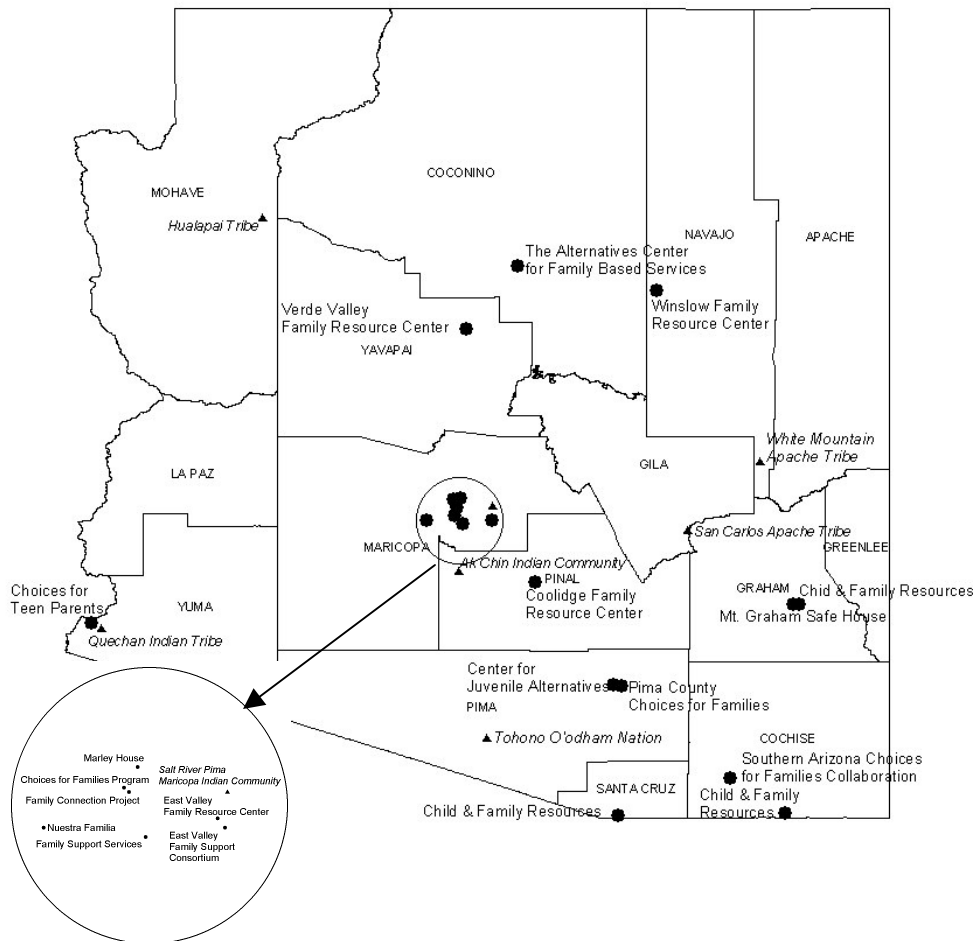 COCONINO
MOHAVE
Hualapai Tribe
NAVAJO
APACHE
The Alternatives Center
for Family Based Services
Verde Valley
Family Resource Center
YAVAPAI
Winslow Family
Resource Center
White Mountain
Apache Tribe
GILA
LA PAZ
San Carlos Apache Tribe
MARICOPA
GREENLEE
Ak Chin Indian Community
PINAL
Coolidge Family
Resource Center
GRAHAM
Chid & Family Resources
Mt. Graham Safe House
Choices for
Teen Parents
YUMA
Quechan Indian Tribe
Center for
Juvenile Alternatives
PIMA
Pima County
Choices for Families
Tohono O'odham Nation
COCHISE
Southern Arizona Choices
for Families Collaboration
SANTA CRUZ
Child & Family Resources
Child & Family
Resources
Marley House
Choices for Families Program
Family Connection Project
Salt River Pima
Maricopa Indian Community
East Valley
Family Resource Center
Nuestra Familia
Family Support Services
East Valley
Family Support
Consortium